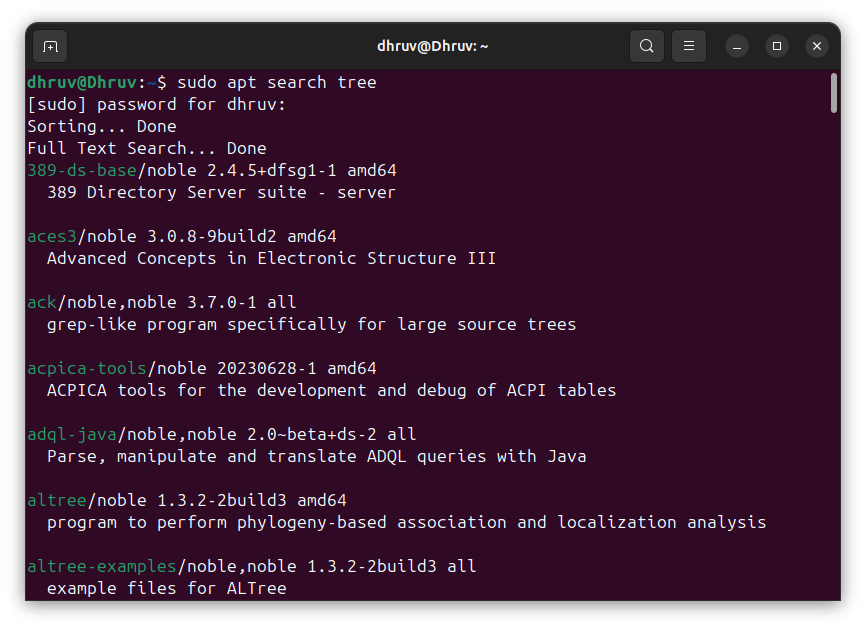 dhruv@Dhruv: ~
dhruv@Dhruv:~$ sudo apt search tree
[sudo] password for dhruv:
Sorting... Done
Full Text Search... Done
389-ds-base/noble 2.4.5+dfsg1-1 amd64
  389 Directory Server suite - server

aces3/noble 3.0.8-9build2 amd64
  Advanced Concepts in Electronic Structure III

ack/noble,noble 3.7.0-1 all
  grep-like program specifically for large source trees

acpica-tools/noble 20230628-1 amd64
  ACPICA tools for the development and debug of ACPI tables

adql-java/noble,noble 2.0~beta+ds-2 all
  Parse, manipulate and translate ADQL queries with Java

altree/noble 1.3.2-2build3 amd64
  program to perform phylogeny-based association and localization analysis

altree-examples/noble,noble 1.3.2-2build3 all
  example files for ALTree